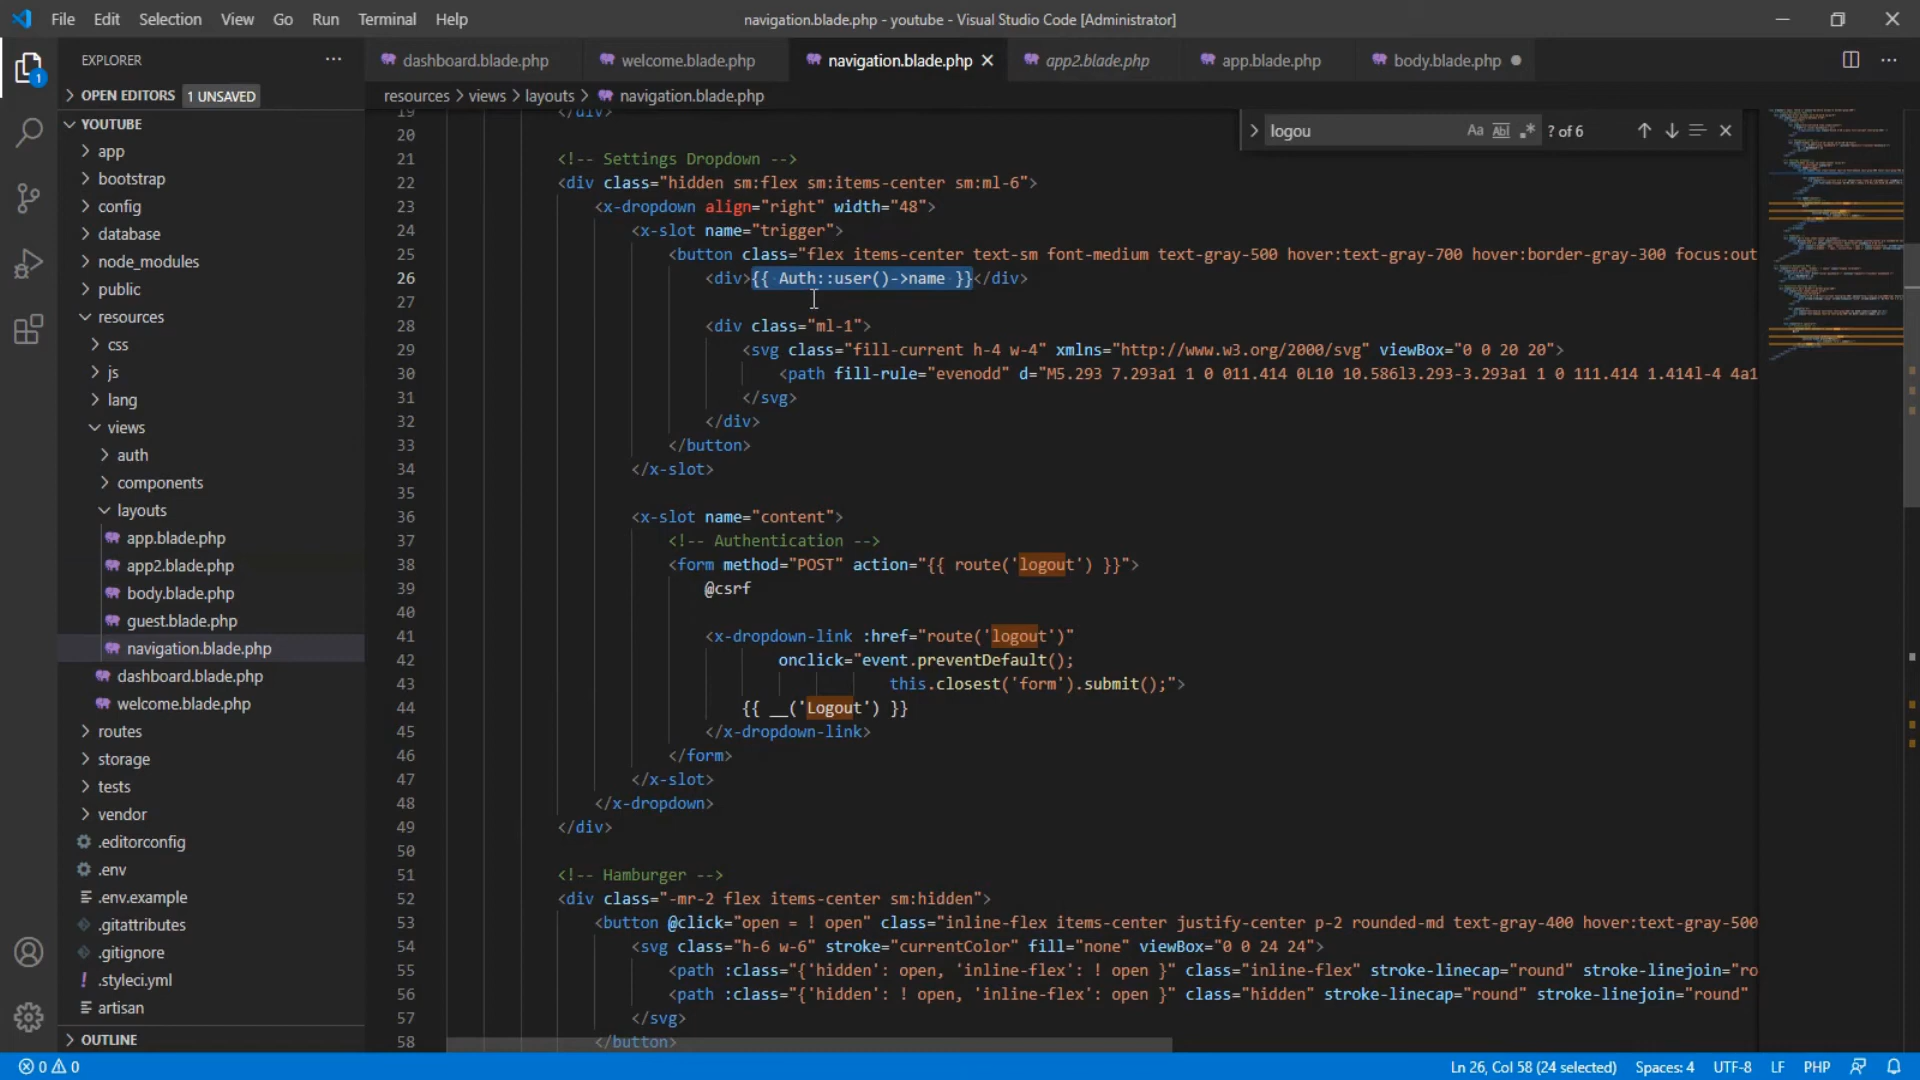 File Edit Selection View Go Run Terminal Help
navigation.blade.php - youtube - Visual Studio Code [Administrator]
EXPLORER
dashboard.blade.php welcome.blade.php navigation.blade.php app2.blade.php app.blade.php body.blade.php
OPEN EDITORS 1 UNSAVED
resources > views > layouts > navigation.blade.php
logou Aa Abl .* ? of 6
YOUTUBE
app
bootstrap
config
database
node_modules
public
resources
css
js
lang
views
auth
components
layouts
app.blade.php
app2.blade.php
body.blade.php
guest.blade.php
navigation.blade.php
dashboard.blade.php
welcome.blade.php
routes
storage
tests
vendor
.editorconfig
.env
.env.example
.gitattributes
.gitignore
.styleci.yml
artisan
OUTLINE
1
19 </div>
20
21 <!-- Settings Dropdown -->
22 <div class="hidden sm:flex sm:items-center sm:ml-6">
23 <x-dropdown align="right" width="48">
24 <x-slot name="trigger">
25 <button class="flex items-center text-sm font-medium text-gray-500 hover:text-gray-700 hover:border-gray-300 focus:out
26 <div>{{ Auth::user()->name }}</div>
27
28 <div class="ml-1">
29 <svg class="fill-current h-4 w-4" xmlns="http://www.w3.org/2000/svg" viewBox="0 0 20 20">
30 <path fill-rule="evenodd" d="M5.293 7.293a1 1 0 011.414 0L10 10.586l3.293-3.293a1 1 0 111.414 1.414l-4 4a1
31 </svg>
32 </div>
33 </button>
34 </x-slot>
35
36 <x-slot name="content">
37 <!-- Authentication -->
38 <form method="POST" action="{{ route('logout') }}">
39 @csrf
40
41 <x-dropdown-link :href="route('logout')"
42 onclick="event.preventDefault();
43 this.closest('form').submit();">
44 {{ __('Logout') }}
45 </x-dropdown-link>
46 </form>
47 </x-slot>
48 </x-dropdown>
49 </div>
50
51 <!-- Hamburger -->
52 <div class="-mr-2 flex items-center sm:hidden">
53 <button @click="open = ! open" class="inline-flex items-center justify-center p-2 rounded-md text-gray-400 hover:text-gray-500
54 <svg class="h-6 w-6" stroke="currentColor" fill="none" viewBox="0 0 24 24">
55 <path :class="{'hidden': open, 'inline-flex': ! open }" class="inline-flex" stroke-linecap="round" stroke-linejoin="ro
56 <path :class="{'hidden': ! open, 'inline-flex': open }" class="hidden" stroke-linecap="round" stroke-linejoin="round"
57 </svg>
58 </button>
0 0 Ln 26, Col 58 (24 selected) Spaces: 4 UTF-8 LF PHP